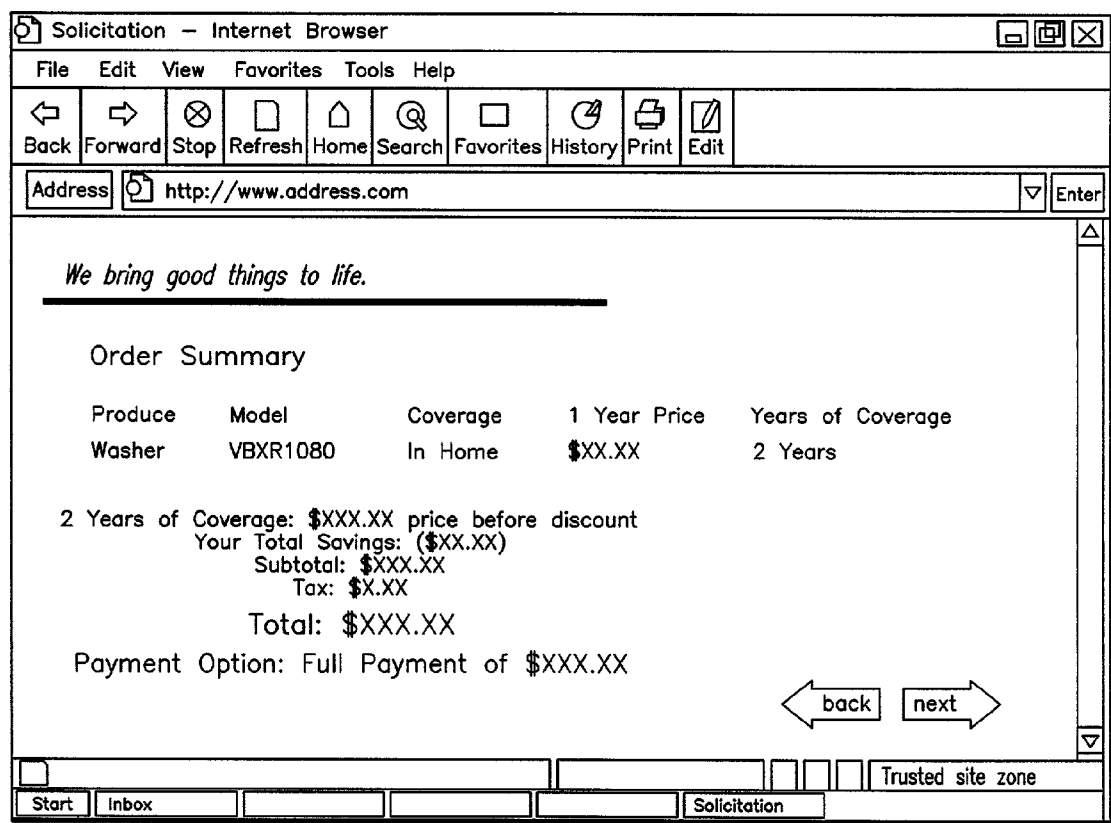 Solicitation – Internet Browser
File Edit View Favorites Tools Help
Back Forward Stop Refresh Home Search Favorites History Print Edit
Address http://www.address.com Enter
We bring good things to life.
Order Summary
Produce Model Coverage 1 Year Price Years of Coverage
Washer VBXR1080 In Home $XX.XX 2 Years
2 Years of Coverage: $XXX.XX price before discount
Your Total Savings: ($XX.XX)
Subtotal: $XXX.XX
Tax: $X.XX
Total: $XXX.XX
Payment Option: Full Payment of $XXX.XX
back next
Trusted site zone
Start Inbox Solicitation